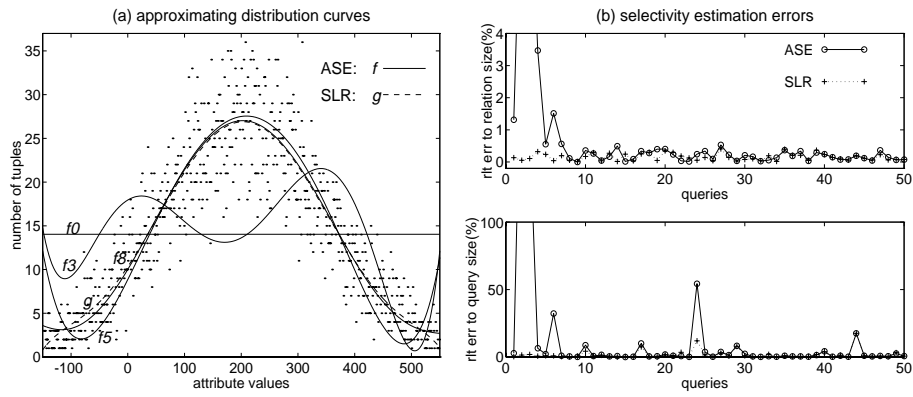 (a) approximating distribution curves
number of tuples
35
30
25
20
15
10
5
0
ASE: f
SLR: g
f0
f3
f8
g
f5
-100 0 100 200 300 400 500
attribute values
(b) selectivity estimation errors
rlt err to relation size(%)
4
3
2
1
0
ASE
SLR
0 10 20 30 40 50
queries
rlt err to query size(%)
100
50
0
0 10 20 30 40 50
queries